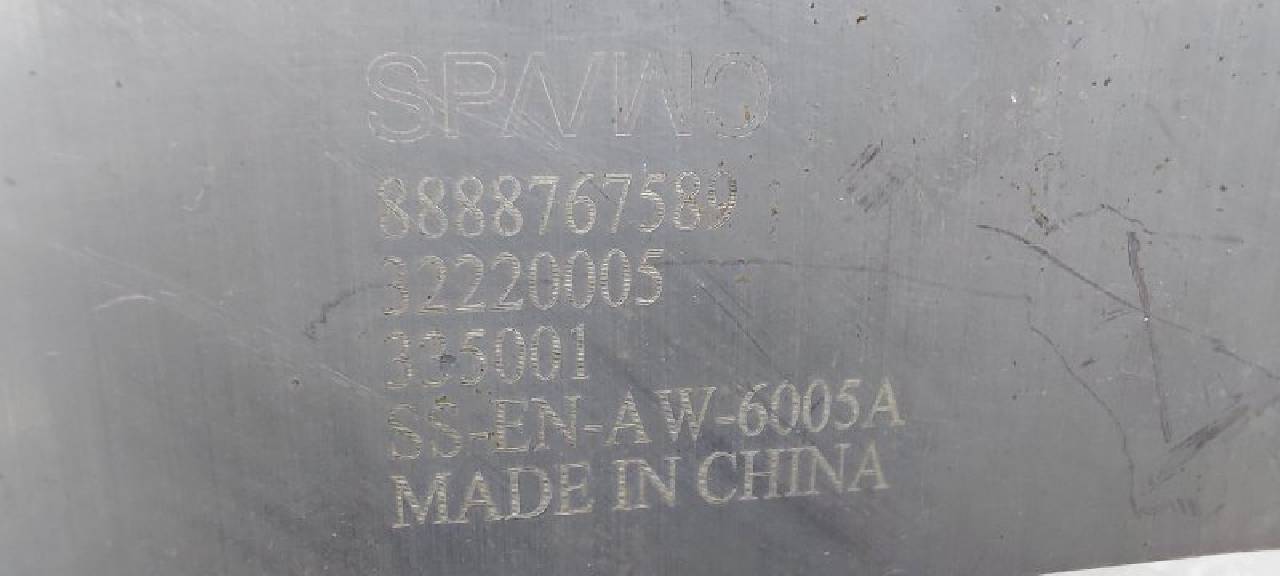 SPAWO
8888767589
32220005
335001
SS-EN-AW-6005A
MADE IN CHINA